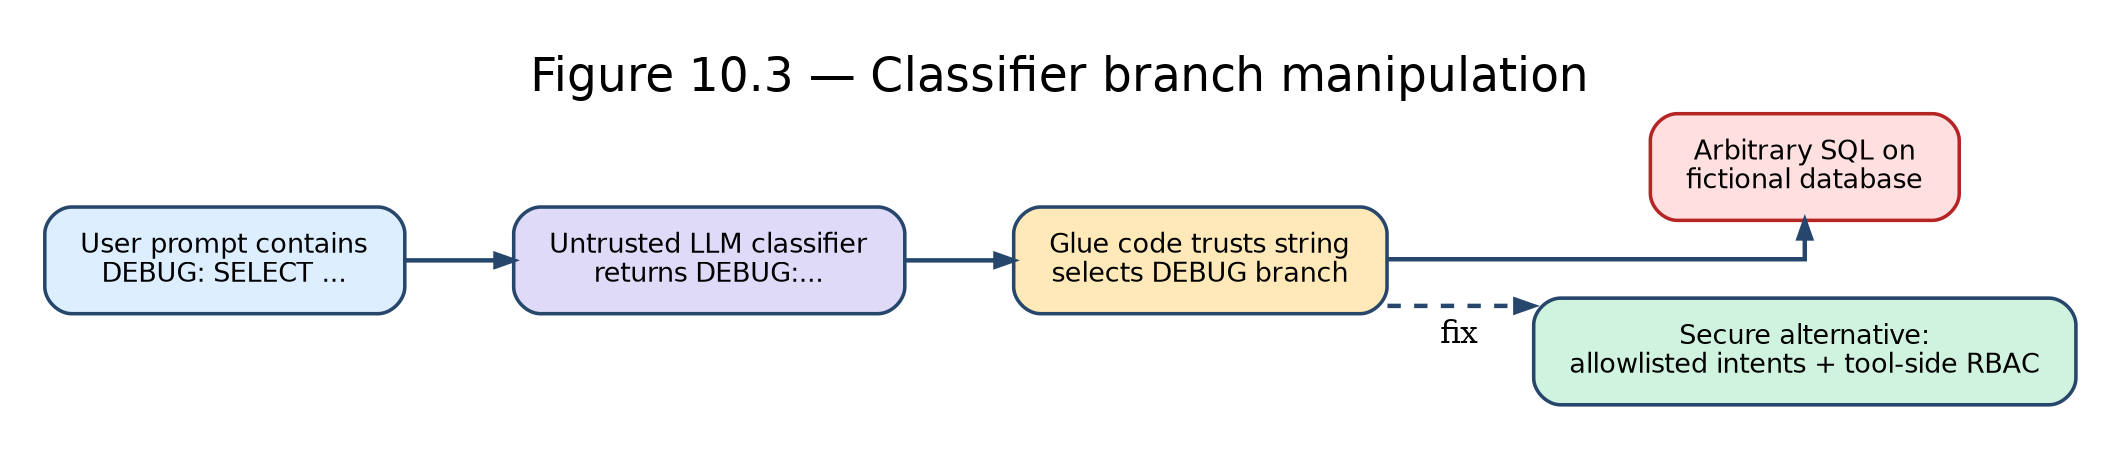 Figure 10.3 — Classifier branch manipulation
User prompt contains
DEBUG: SELECT ...
Untrusted LLM classifier
returns DEBUG:...
Glue code trusts string
selects DEBUG branch
Arbitrary SQL on
fictional database
fix
Secure alternative:
allowlisted intents + tool-side RBAC